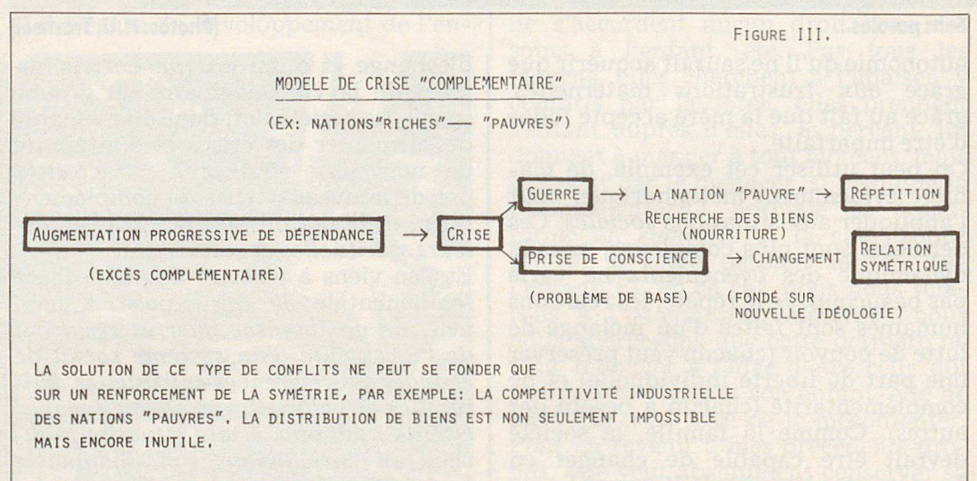 FIGURE III.
MODELE DE CRISE "COMPLEMENTAIRE"
(EX: NATIONS"RICHES"—— "PAUVRES")
GUERRE → LA NATION "PAUVRE" → RÉPÉTITION
RECHERCHE DES BIENS
(NOURRITURE)
AUGMENTATION PROGRESSIVE DE DÉPENDANCE → CRISE
(EXCÈS COMPLÉMENTAIRE)
PRISE DE CONSCIENCE → CHANGEMENT
RELATION
SYMÉTRIQUE
(PROBLÈME DE BASE) (FONDÉ SUR
NOUVELLE IDÉOLOGIE)
LA SOLUTION DE CE TYPE DE CONFLITS NE PEUT SE FONDER QUE
SUR UN RENFORCEMENT DE LA SYMÉTRIE, PAR EXEMPLE: LA COMPÉTITIVITÉ INDUSTRIELLE
DES NATIONS "PAUVRES". LA DISTRIBUTION DE BIENS EST NON SEULEMENT IMPOSSIBLE
MAIS ENCORE INUTILE.